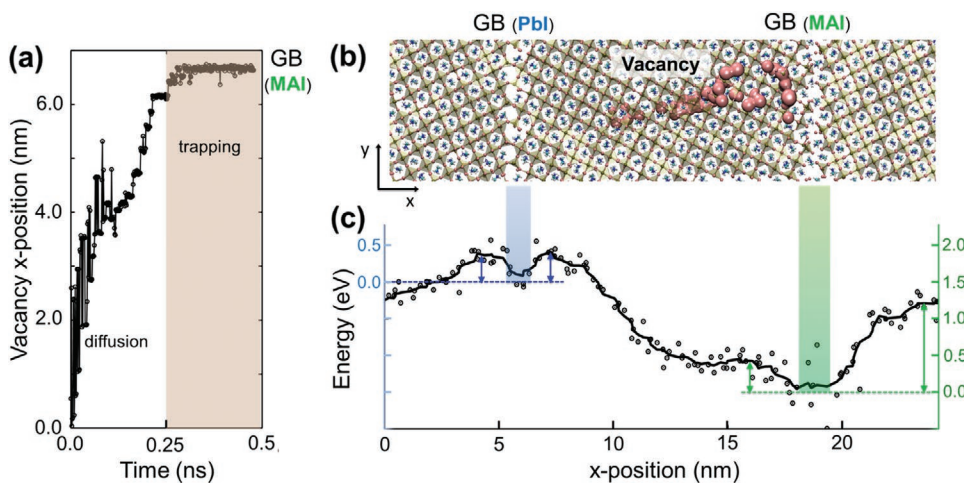 (a)
GB
(MAI)
6.0
4.0
2.0
0.0
Vacancy x-position (nm)
trapping
diffusion
0.0
0.25
0.5
Time (ns)
GB (PbI)
GB (MAI)
(b)
Vacancy
y
x
(c)
0.5
0.0
Energy (eV)
2.0
1.5
1.0
0.5
0.0
0
5
10
15
20
x-position (nm)